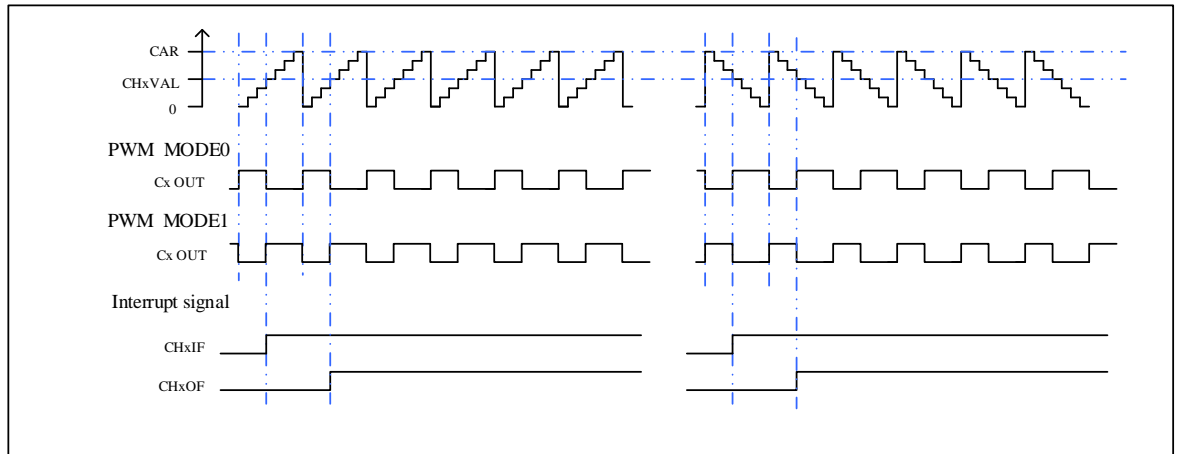 CAR
CHxVAL
0
PWM MODE0
Cx OUT
PWM MODE1
Cx OUT
Interrupt signal
CHxIF
CHxOF